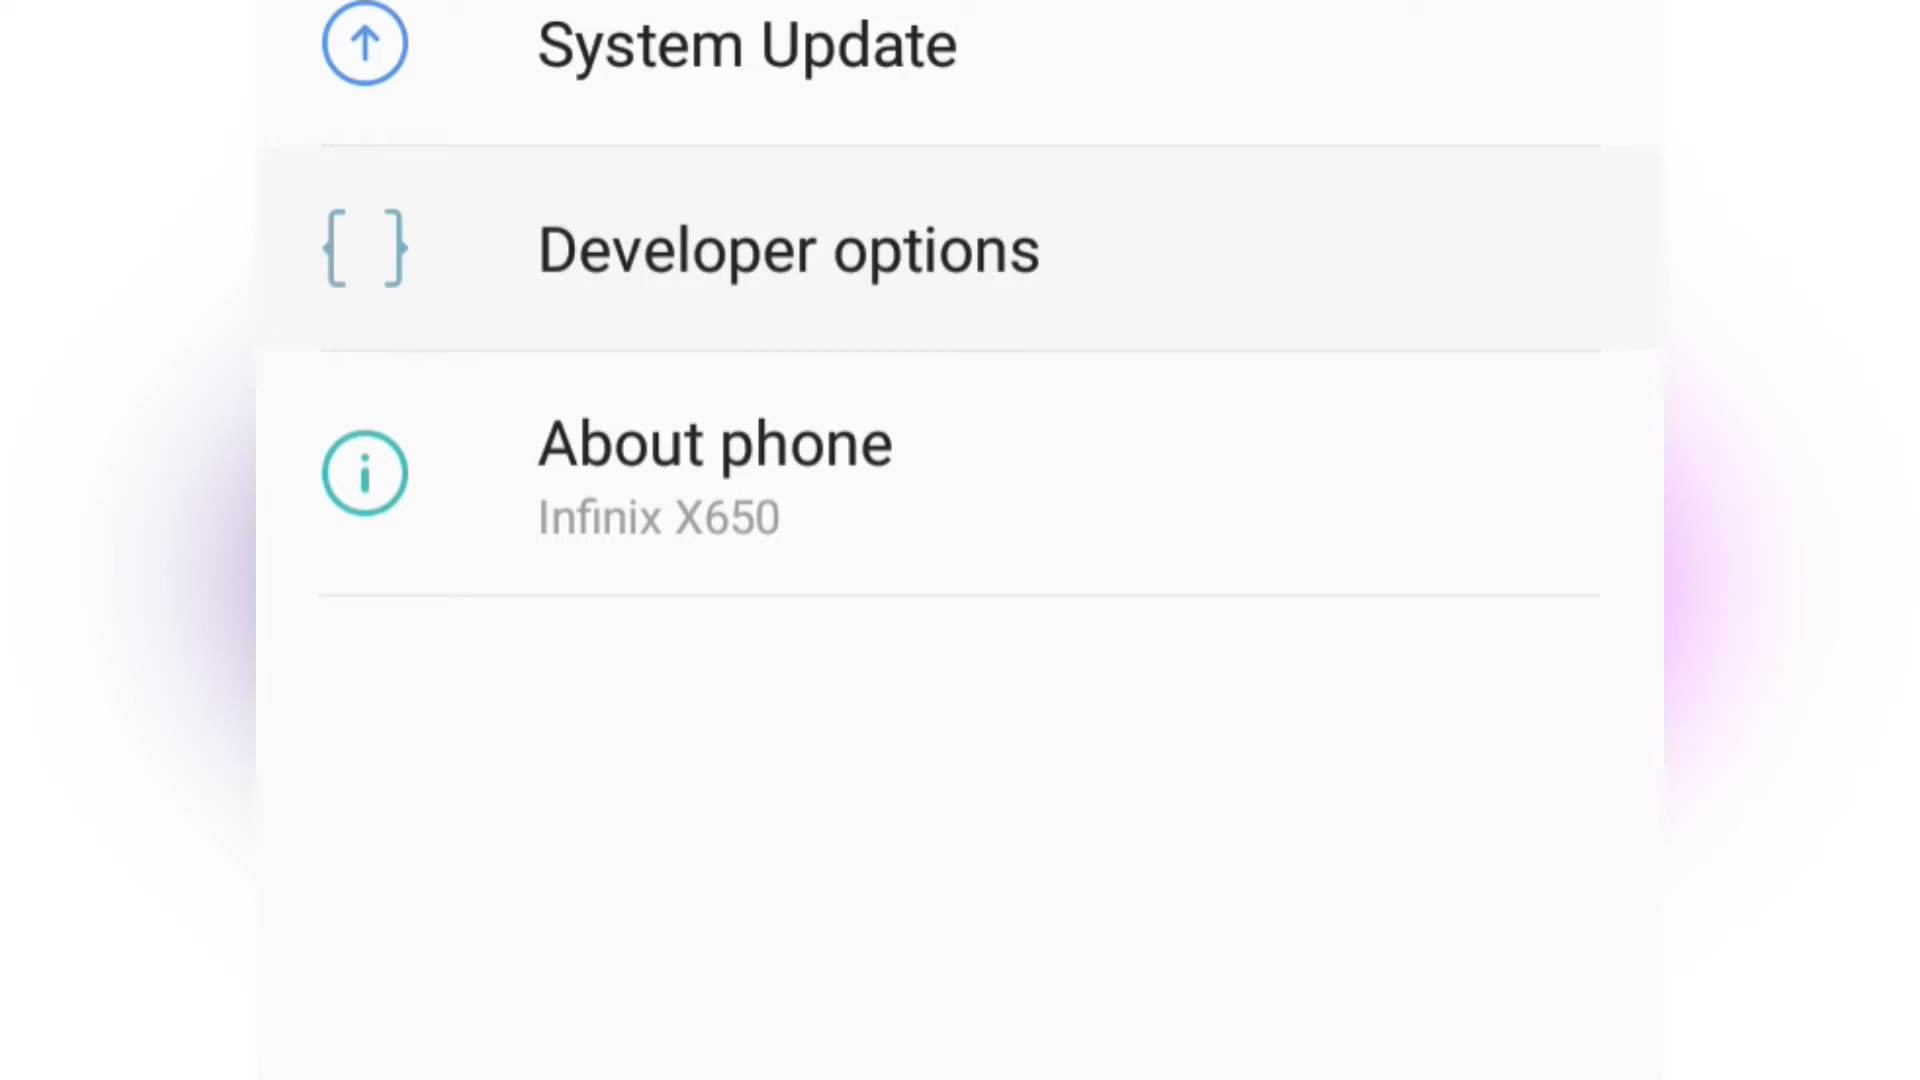 System Update
Developer options
About phone
Infinix X650